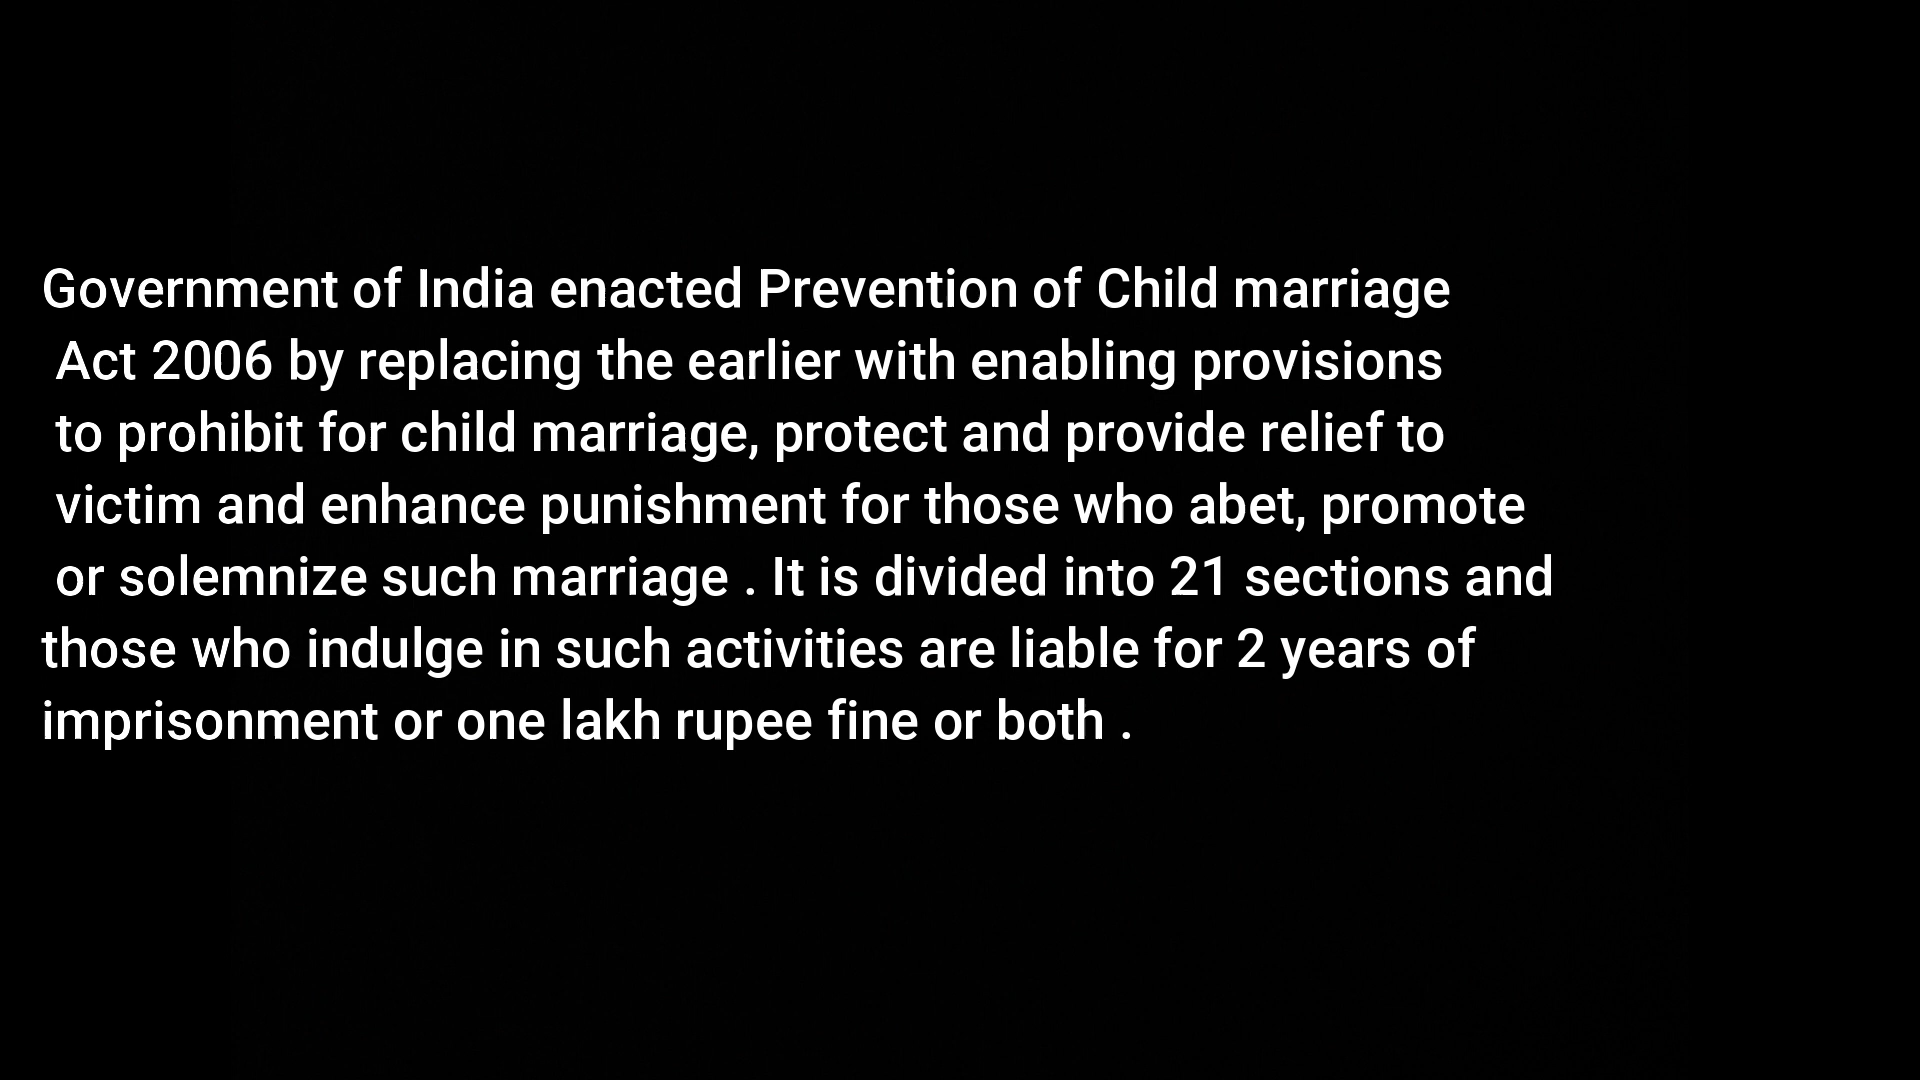 Government of India enacted Prevention of Child marriage
Act 2006 by replacing the earlier with enabling provisions
to prohibit for child marriage, protect and provide relief to
victim and enhance punishment for those who abet, promote
or solemnize such marriage . It is divided into 21 sections and
those who indulge in such activities are liable for 2 years of
imprisonment or one lakh rupee fine or both .